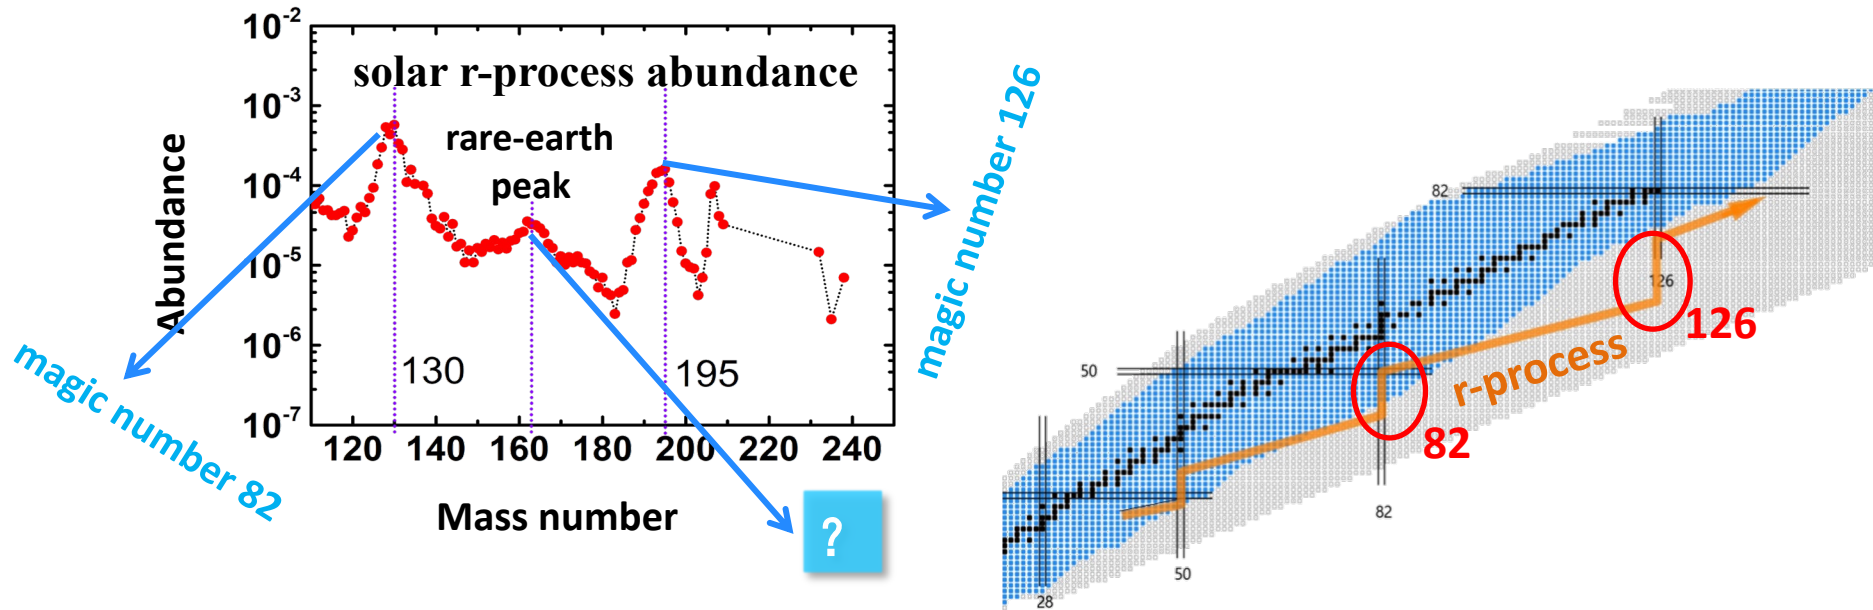 10-2
solar r-process abundance
10-3
rare-earth
peak
10-4
10-5
10-6
10-7
Abundance
130
195
120 140 160 180 200 220 240
Mass number
magic number 82
magic number 126
?
82
50
28
50
82
126
82
126
r-process